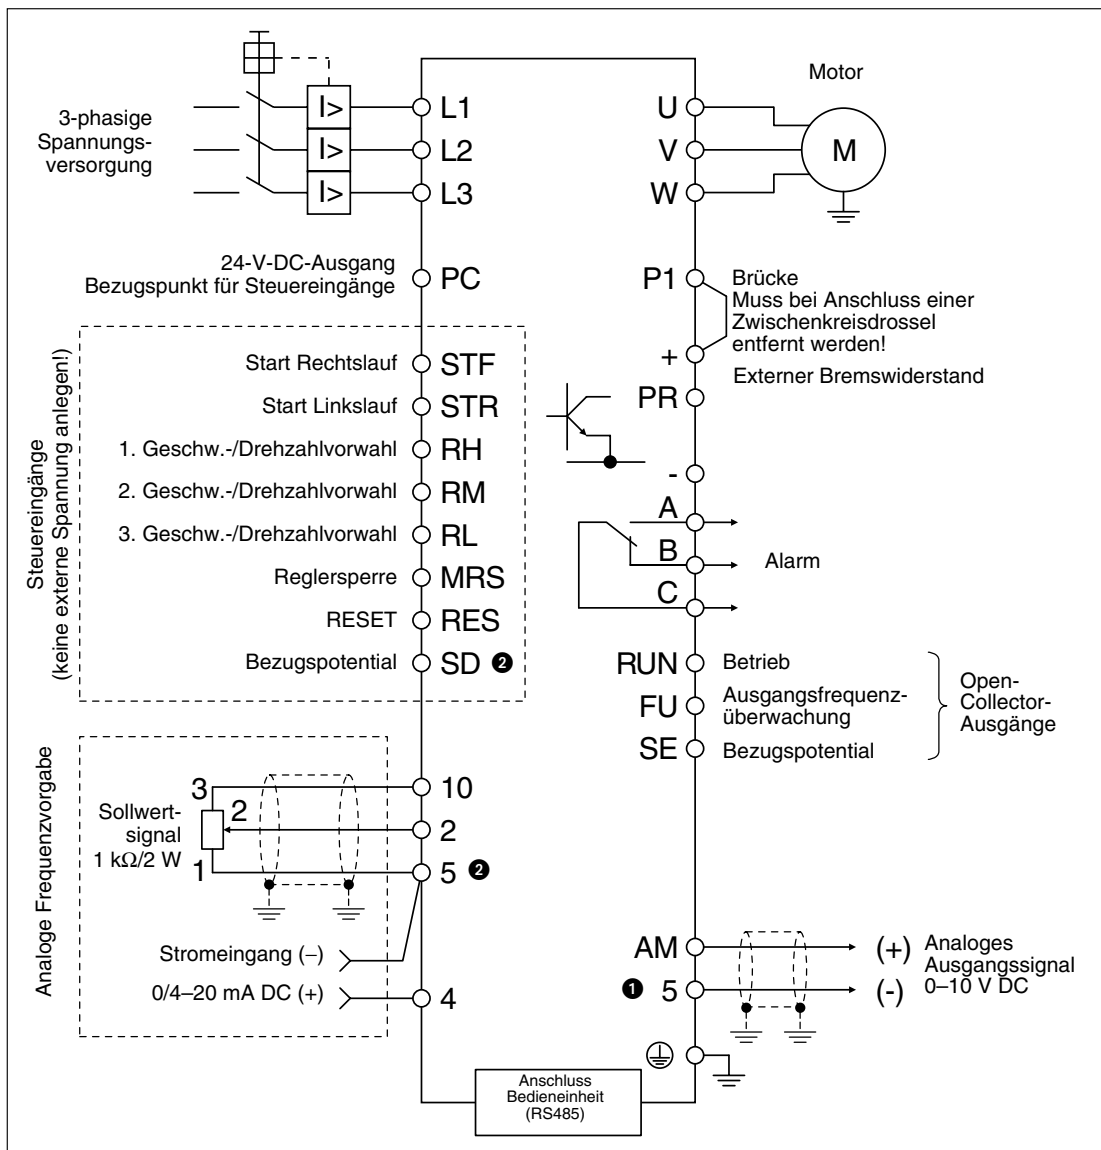 3-phasige
Spannungs-
versorgung
I>
I>
I>
L1
L2
L3
24-V-DC-Ausgang
Bezugspunkt für Steuereingänge
PC
Steuereingänge
(keine externe Spannung anlegen!)
Start Rechtslauf STF
Start Linkslauf STR
1. Geschw.-/Drehzahlvorwahl RH
2. Geschw.-/Drehzahlvorwahl RM
3. Geschw.-/Drehzahlvorwahl RL
Reglersperre MRS
RESET RES
Bezugspotential SD ❷
Analoge Frequenzvorgabe
Sollwert-
signal
1 kΩ/2 W
3
2
1
10
2
5 ❷
Stromeingang (–)
0/4–20 mA DC (+)
4
Motor
U
V
W
M
P1
Brücke
Muss bei Anschluss einer
Zwischenkreisdrossel
entfernt werden!
+
Externer Bremswiderstand
PR
-
A
B
C
Alarm
RUN Betrieb
FU Ausgangsfrequenz-
überwachung
SE Bezugspotential
Open-
Collector-
Ausgänge
AM
❶ 5
(+)
(-)
Analoges
Ausgangssignal
0–10 V DC
Anschluss
Bedieneinheit
(RS485)